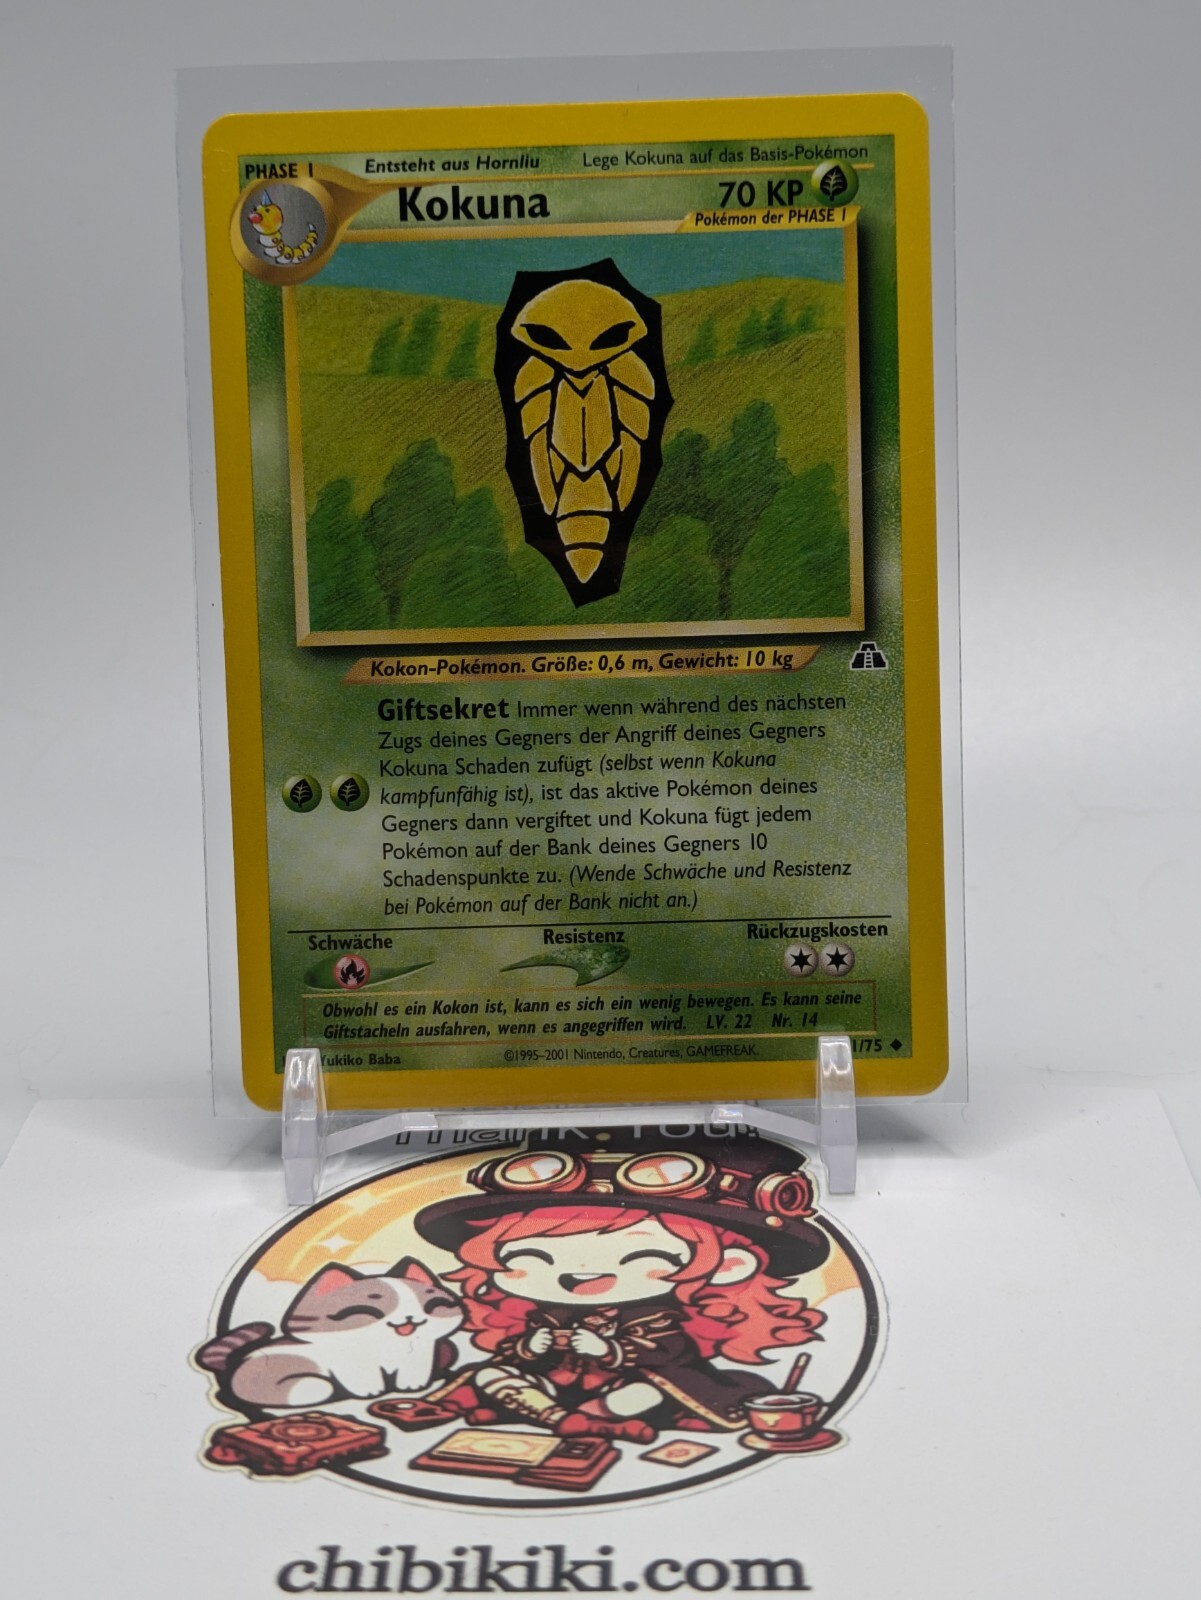 PHASE 1
Entsteht aus Hornliu
Lege Kokuna auf das Basis-Pokémon
Kokuna
70 KP
Pokémon der PHASE 1
Kokon-Pokémon. Größe: 0,6 m, Gewicht: 10 kg
Giftsekret Immer wenn während des nächsten
Zugs deines Gegners der Angriff deines Gegners
Kokuna Schaden zufügt (selbst wenn Kokuna
kampfunfähig ist), ist das aktive Pokémon deines
Gegners dann vergiftet und Kokuna fügt jedem
Pokémon auf der Bank deines Gegners 10
Schadenspunkte zu. (Wende Schwäche und Resistenz
bei Pokémon auf der Bank nicht an.)
Schwäche
Resistenz
Rückzugskosten
Obwohl es ein Kokon ist, kann es sich ein wenig bewegen. Es kann seine
Giftstacheln ausfahren, wenn es angegriffen wird. LV. 22 Nr. 14
Yukiko Baba
©1995–2001 Nintendo, Creatures, GAMEFREAK.
1/75
Thank You!
chibikiki.com